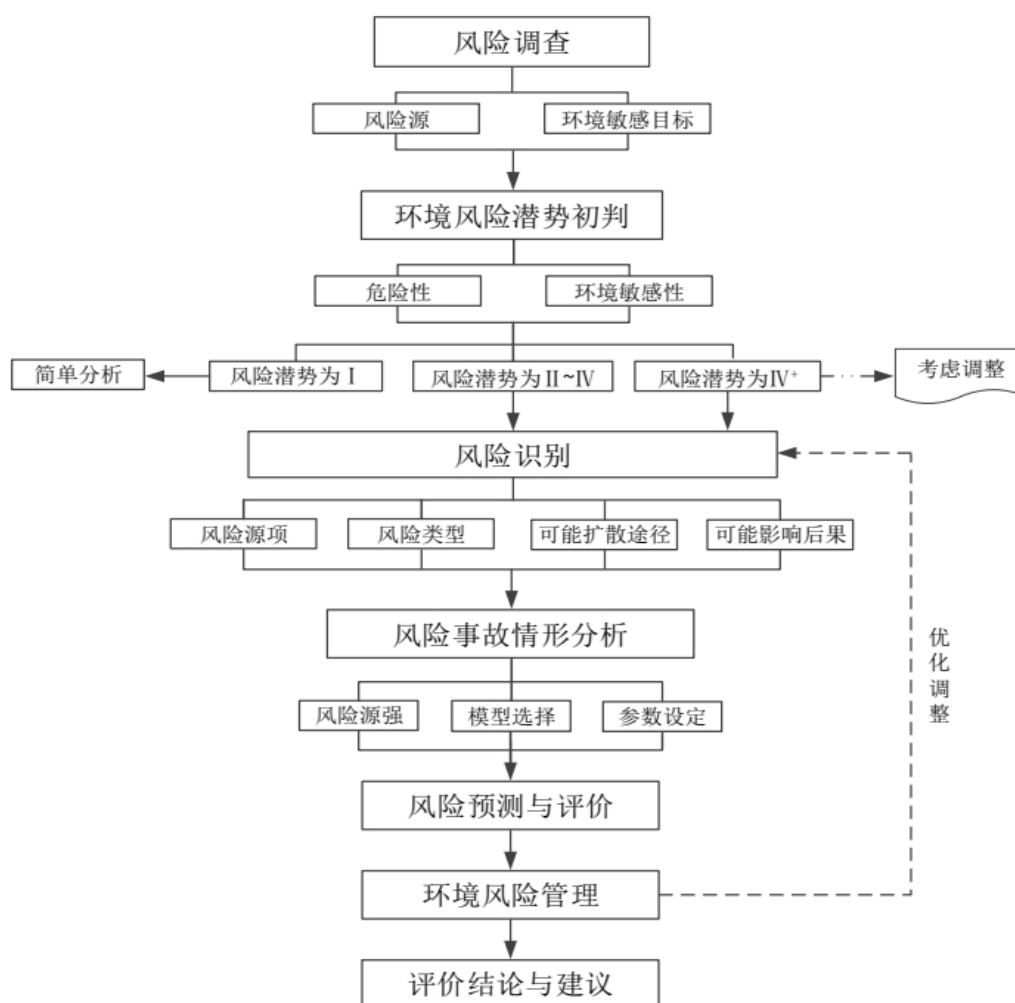 风险调查
风险源
环境敏感目标
环境风险潜势初判
危险性
环境敏感性
简单分析
风险潜势为Ⅰ
风险潜势为Ⅱ~Ⅳ
风险潜势为Ⅳ⁺
考虑调整
风险识别
风险源项
风险类型
可能扩散途径
可能影响后果
风险事故情形分析
优化调整
风险源强
模型选择
参数设定
风险预测与评价
环境风险管理
评价结论与建议